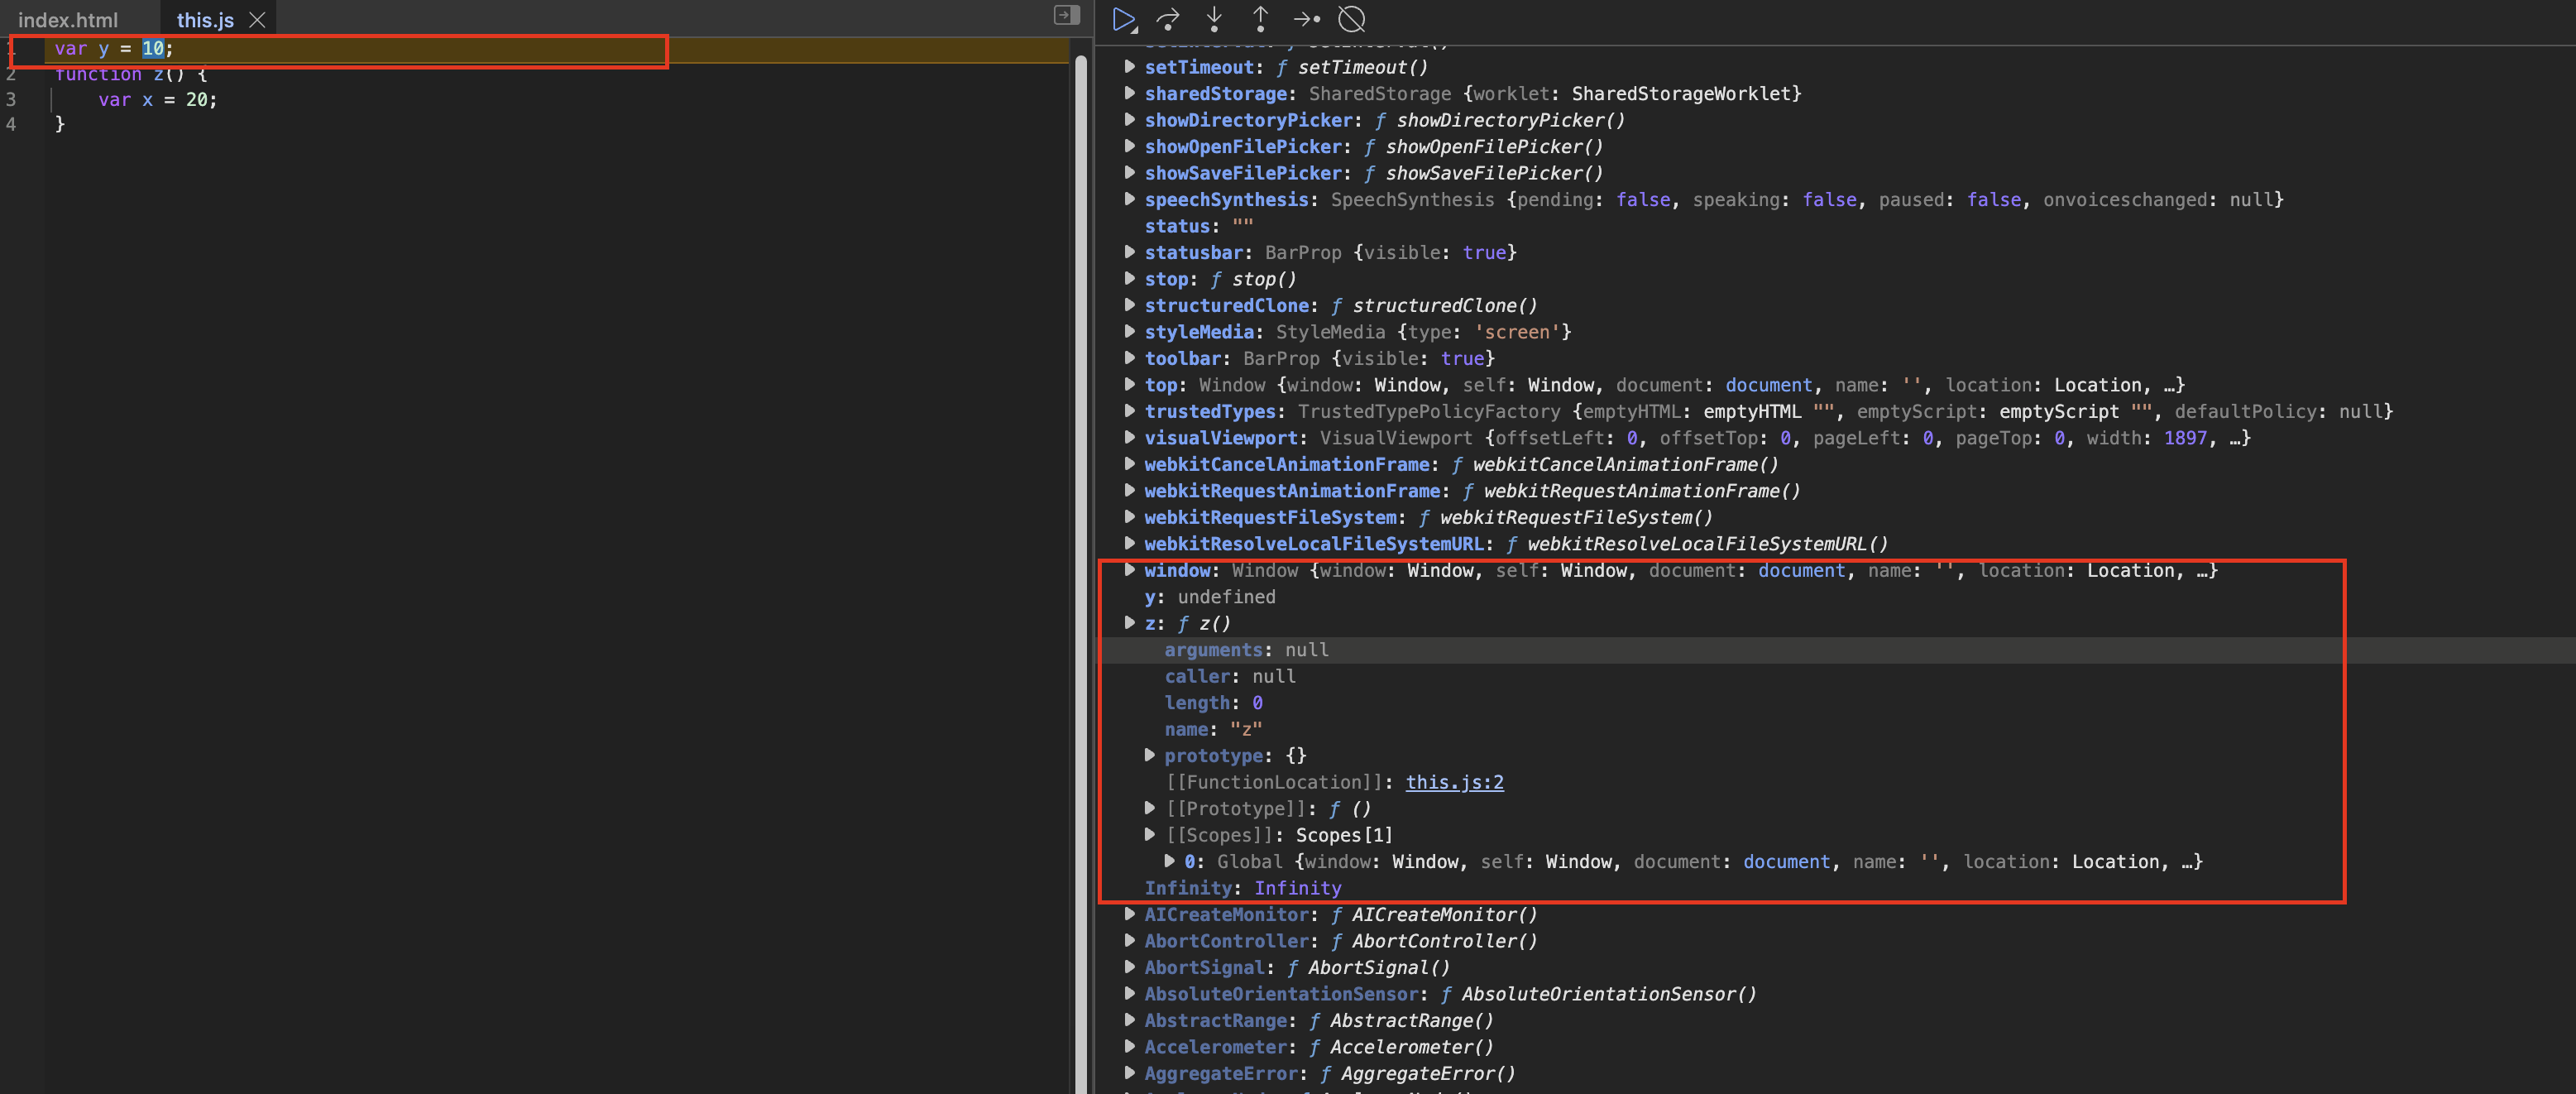 index.html this.js
1 var y = 10;
2 function z() {
3 var x = 20;
4 }
setTimeout: ƒ setTimeout()
sharedStorage: SharedStorage {worklet: SharedStorageWorklet}
showDirectoryPicker: ƒ showDirectoryPicker()
showOpenFilePicker: ƒ showOpenFilePicker()
showSaveFilePicker: ƒ showSaveFilePicker()
speechSynthesis: SpeechSynthesis {pending: false, speaking: false, paused: false, onvoiceschanged: null}
status: ""
statusbar: BarProp {visible: true}
stop: ƒ stop()
structuredClone: ƒ structuredClone()
styleMedia: StyleMedia {type: 'screen'}
toolbar: BarProp {visible: true}
top: Window {window: Window, self: Window, document: document, name: '', location: Location, …}
trustedTypes: TrustedTypePolicyFactory {emptyHTML: emptyHTML "", emptyScript: emptyScript "", defaultPolicy: null}
visualViewport: VisualViewport {offsetLeft: 0, offsetTop: 0, pageLeft: 0, pageTop: 0, width: 1897, …}
webkitCancelAnimationFrame: ƒ webkitCancelAnimationFrame()
webkitRequestAnimationFrame: ƒ webkitRequestAnimationFrame()
webkitRequestFileSystem: ƒ webkitRequestFileSystem()
webkitResolveLocalFileSystemURL: ƒ webkitResolveLocalFileSystemURL()
window: Window {window: Window, self: Window, document: document, name: '', location: Location, …}
y: undefined
z: ƒ z()
arguments: null
caller: null
length: 0
name: "z"
prototype: {}
[[FunctionLocation]]: this.js:2
[[Prototype]]: ƒ ()
[[Scopes]]: Scopes[1]
0: Global {window: Window, self: Window, document: document, name: '', location: Location, …}
Infinity: Infinity
AICreateMonitor: ƒ AICreateMonitor()
AbortController: ƒ AbortController()
AbortSignal: ƒ AbortSignal()
AbsoluteOrientationSensor: ƒ AbsoluteOrientationSensor()
AbstractRange: ƒ AbstractRange()
Accelerometer: ƒ Accelerometer()
AggregateError: ƒ AggregateError()